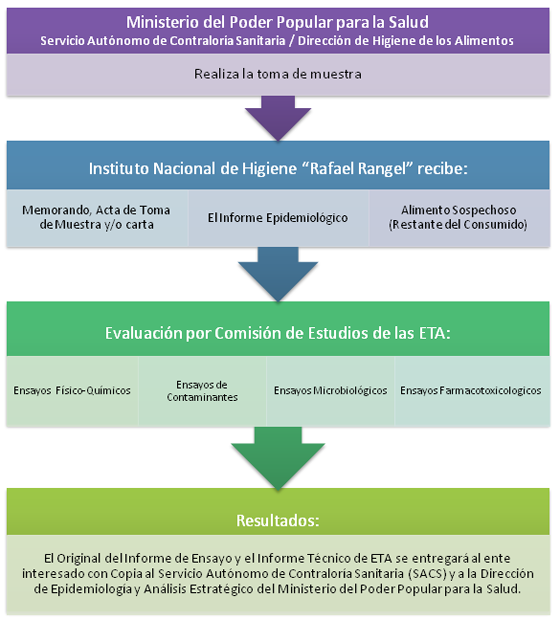 Ministerio del Poder Popular para la Salud
Servicio Autónomo de Contraloría Sanitaria / Dirección de Higiene de los Alimentos
Realiza la toma de muestra
Instituto Nacional de Higiene “Rafael Rangel” recibe:
Memorando, Acta de Toma
de Muestra y/o carta
El Informe Epidemiológico
Alimento Sospechoso
(Restante del Consumido)
Evaluación por Comisión de Estudios de las ETA:
Ensayos Físico-Químicos
Ensayos de
Contaminantes
Ensayos Microbiológicos
Ensayos Farmacotoxicologicos
Resultados:
El Original del Informe de Ensayo y el Informe Técnico de ETA se entregará al ente
interesado con Copia al Servicio Autónomo de Contraloría Sanitaria (SACS) y a la Dirección
de Epidemiología y Análisis Estratégico del Ministerio del Poder Popular para la Salud.